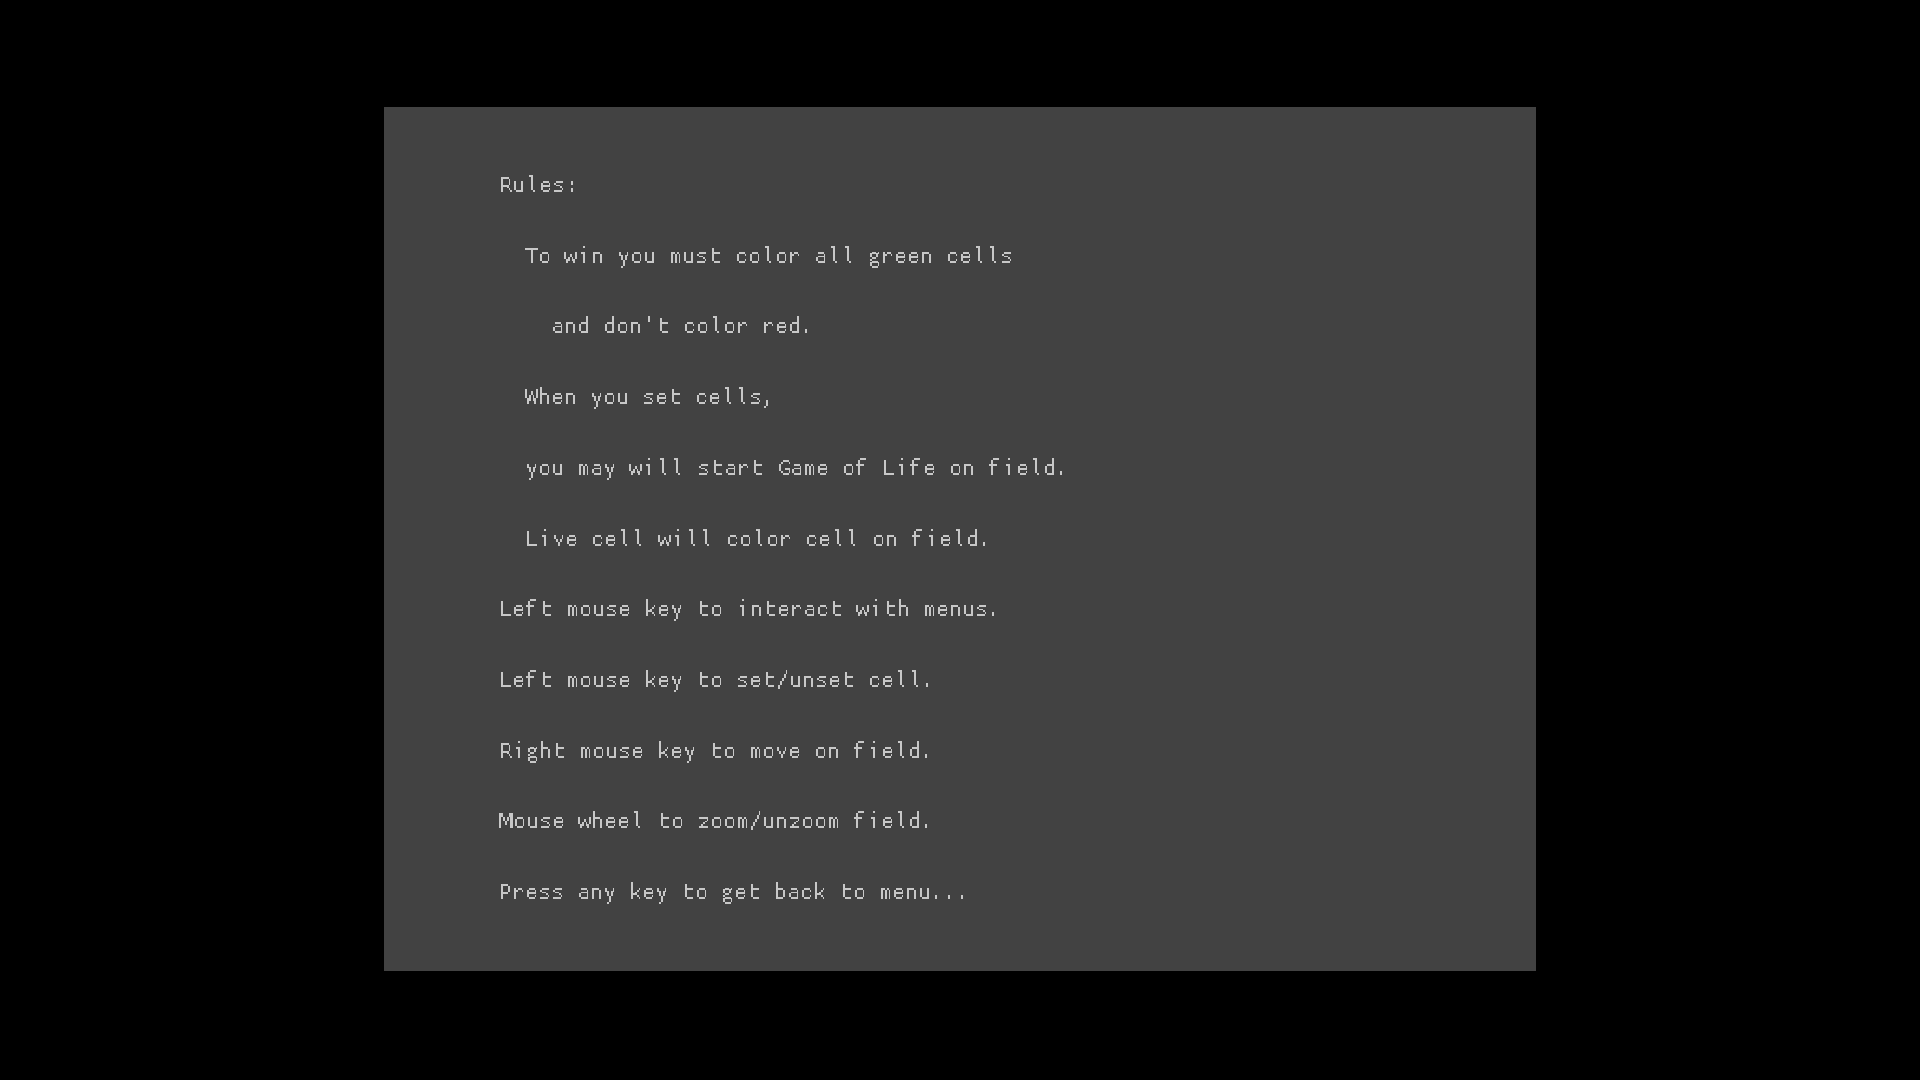 Rules:
To win you must color all green cells
and don't color red.
When you set cells,
you may will start Game of Life on field.
Live cell will color cell on field.
Left mouse key to interact with menus.
Left mouse key to set/unset cell.
Right mouse key to move on field.
Mouse wheel to zoom/unzoom field.
Press any key to get back to menu...